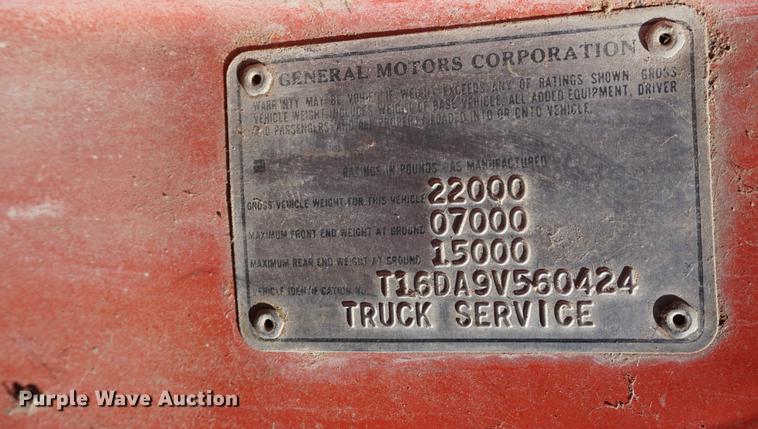 GENERAL MOTORS CORPORATION
WARRANTY MAY BE VOIDED IF WEIGHT EXCEEDS ANY OF RATINGS SHOWN. GROSS
VEHICLE WEIGHT INCLUDES WEIGHT OF BASE VEHICLE, ALL ADDED EQUIPMENT, DRIVER
AND PASSENGERS AND ANY PROPERTY LOADED INTO OR ONTO VEHICLE.
RATINGS IN POUNDS - AS MANUFACTURED
GROSS VEHICLE WEIGHT FOR THIS VEHICLE 22000
MAXIMUM FRONT END WEIGHT AT GROUND 07000
MAXIMUM REAR END WEIGHT AT GROUND 15000
VEHICLE IDENTIFICATION NO. T16DA9V560424
TRUCK SERVICE
Purple Wave Auction